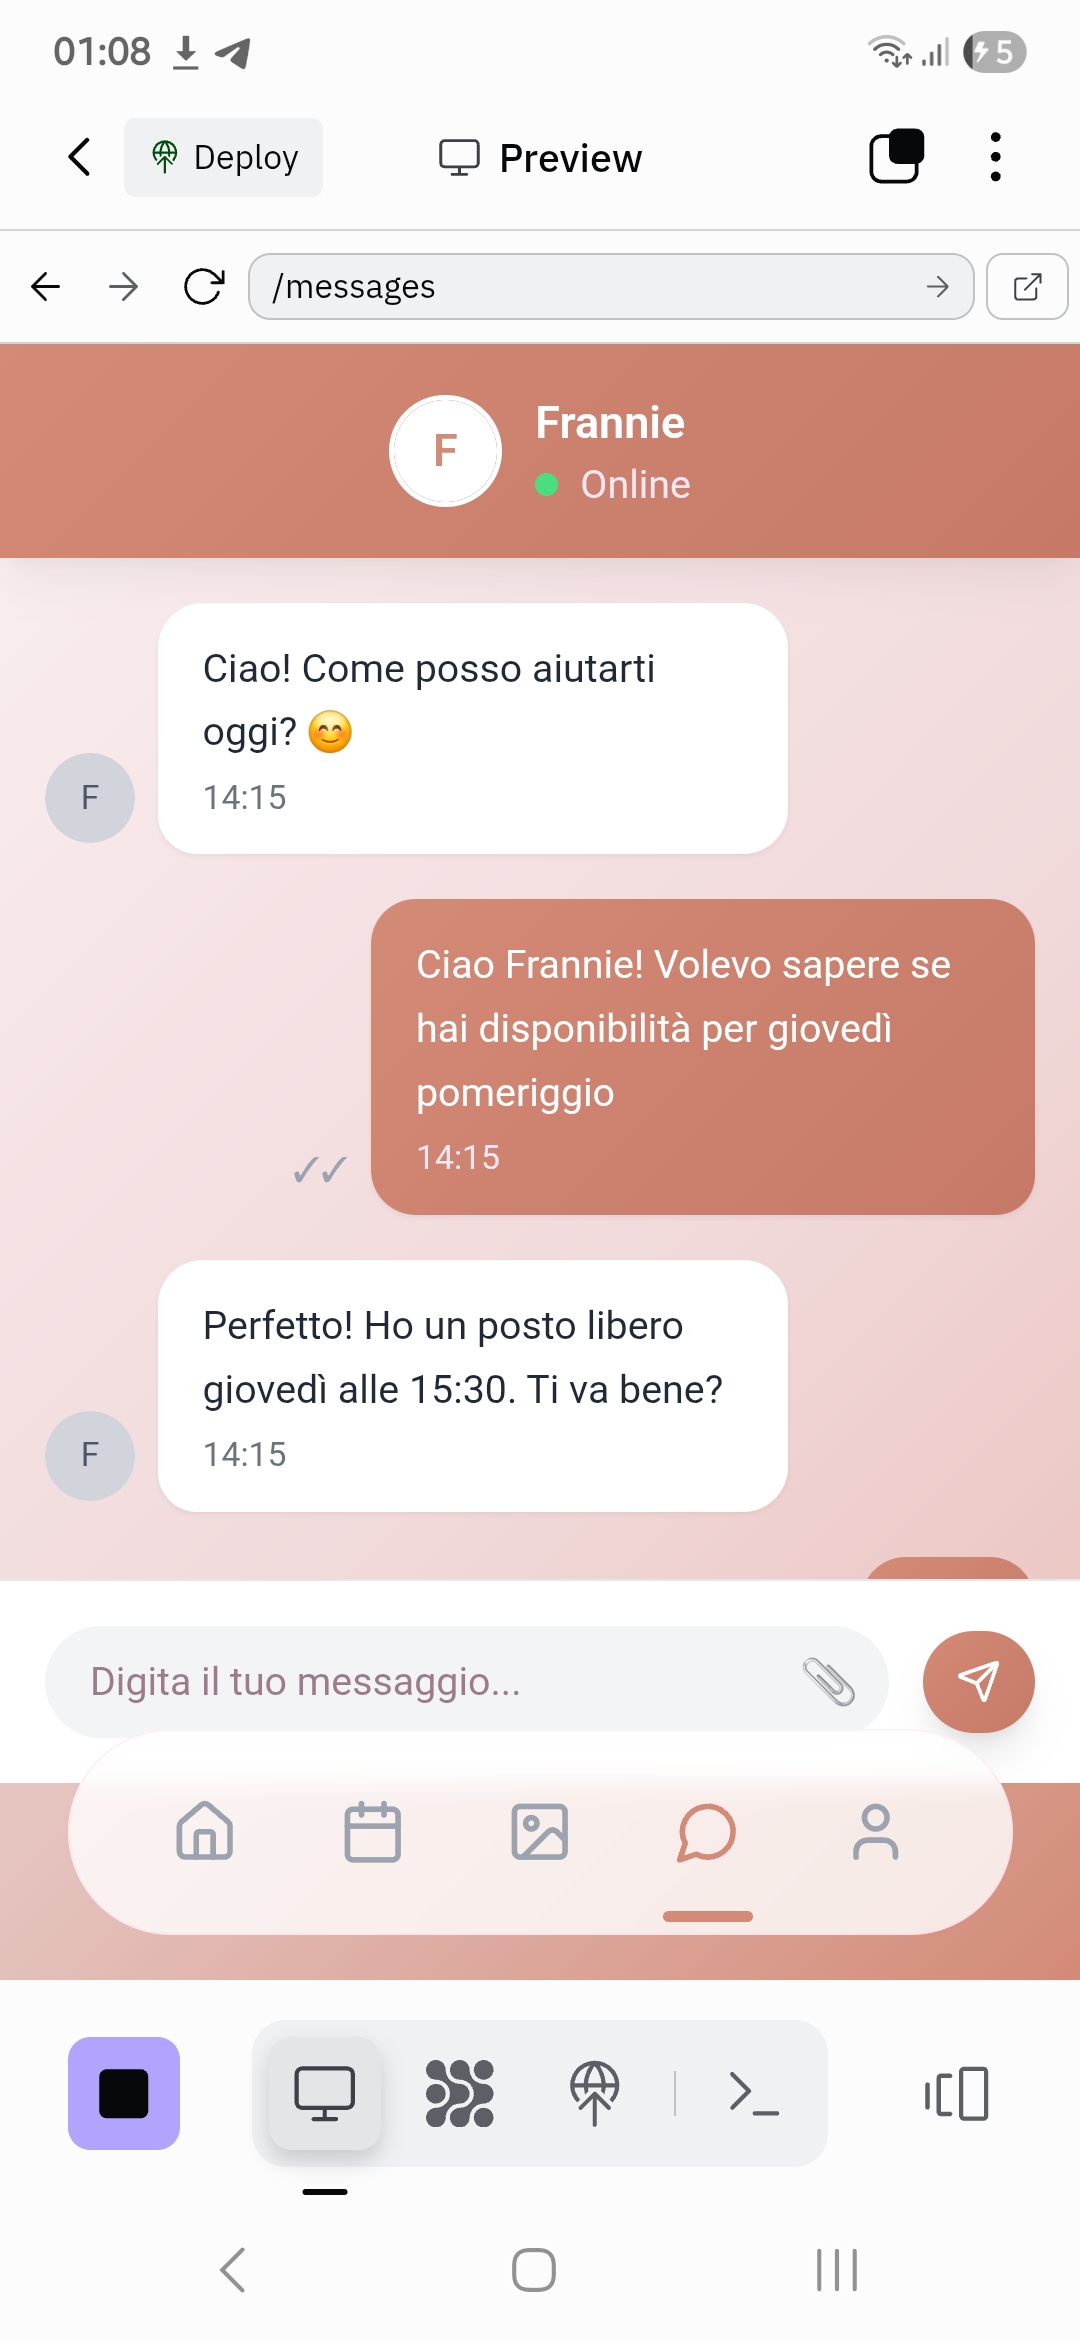 01:08
5
Deploy
Preview
/messages
F
Frannie
Online
Ciao! Come posso aiutarti
oggi? 😊
F
14:15
Ciao Frannie! Volevo sapere se
hai disponibilità per giovedì
pomeriggio
14:15
Perfetto! Ho un posto libero
giovedì alle 15:30. Ti va bene?
F
14:15
Digita il tuo messaggio...